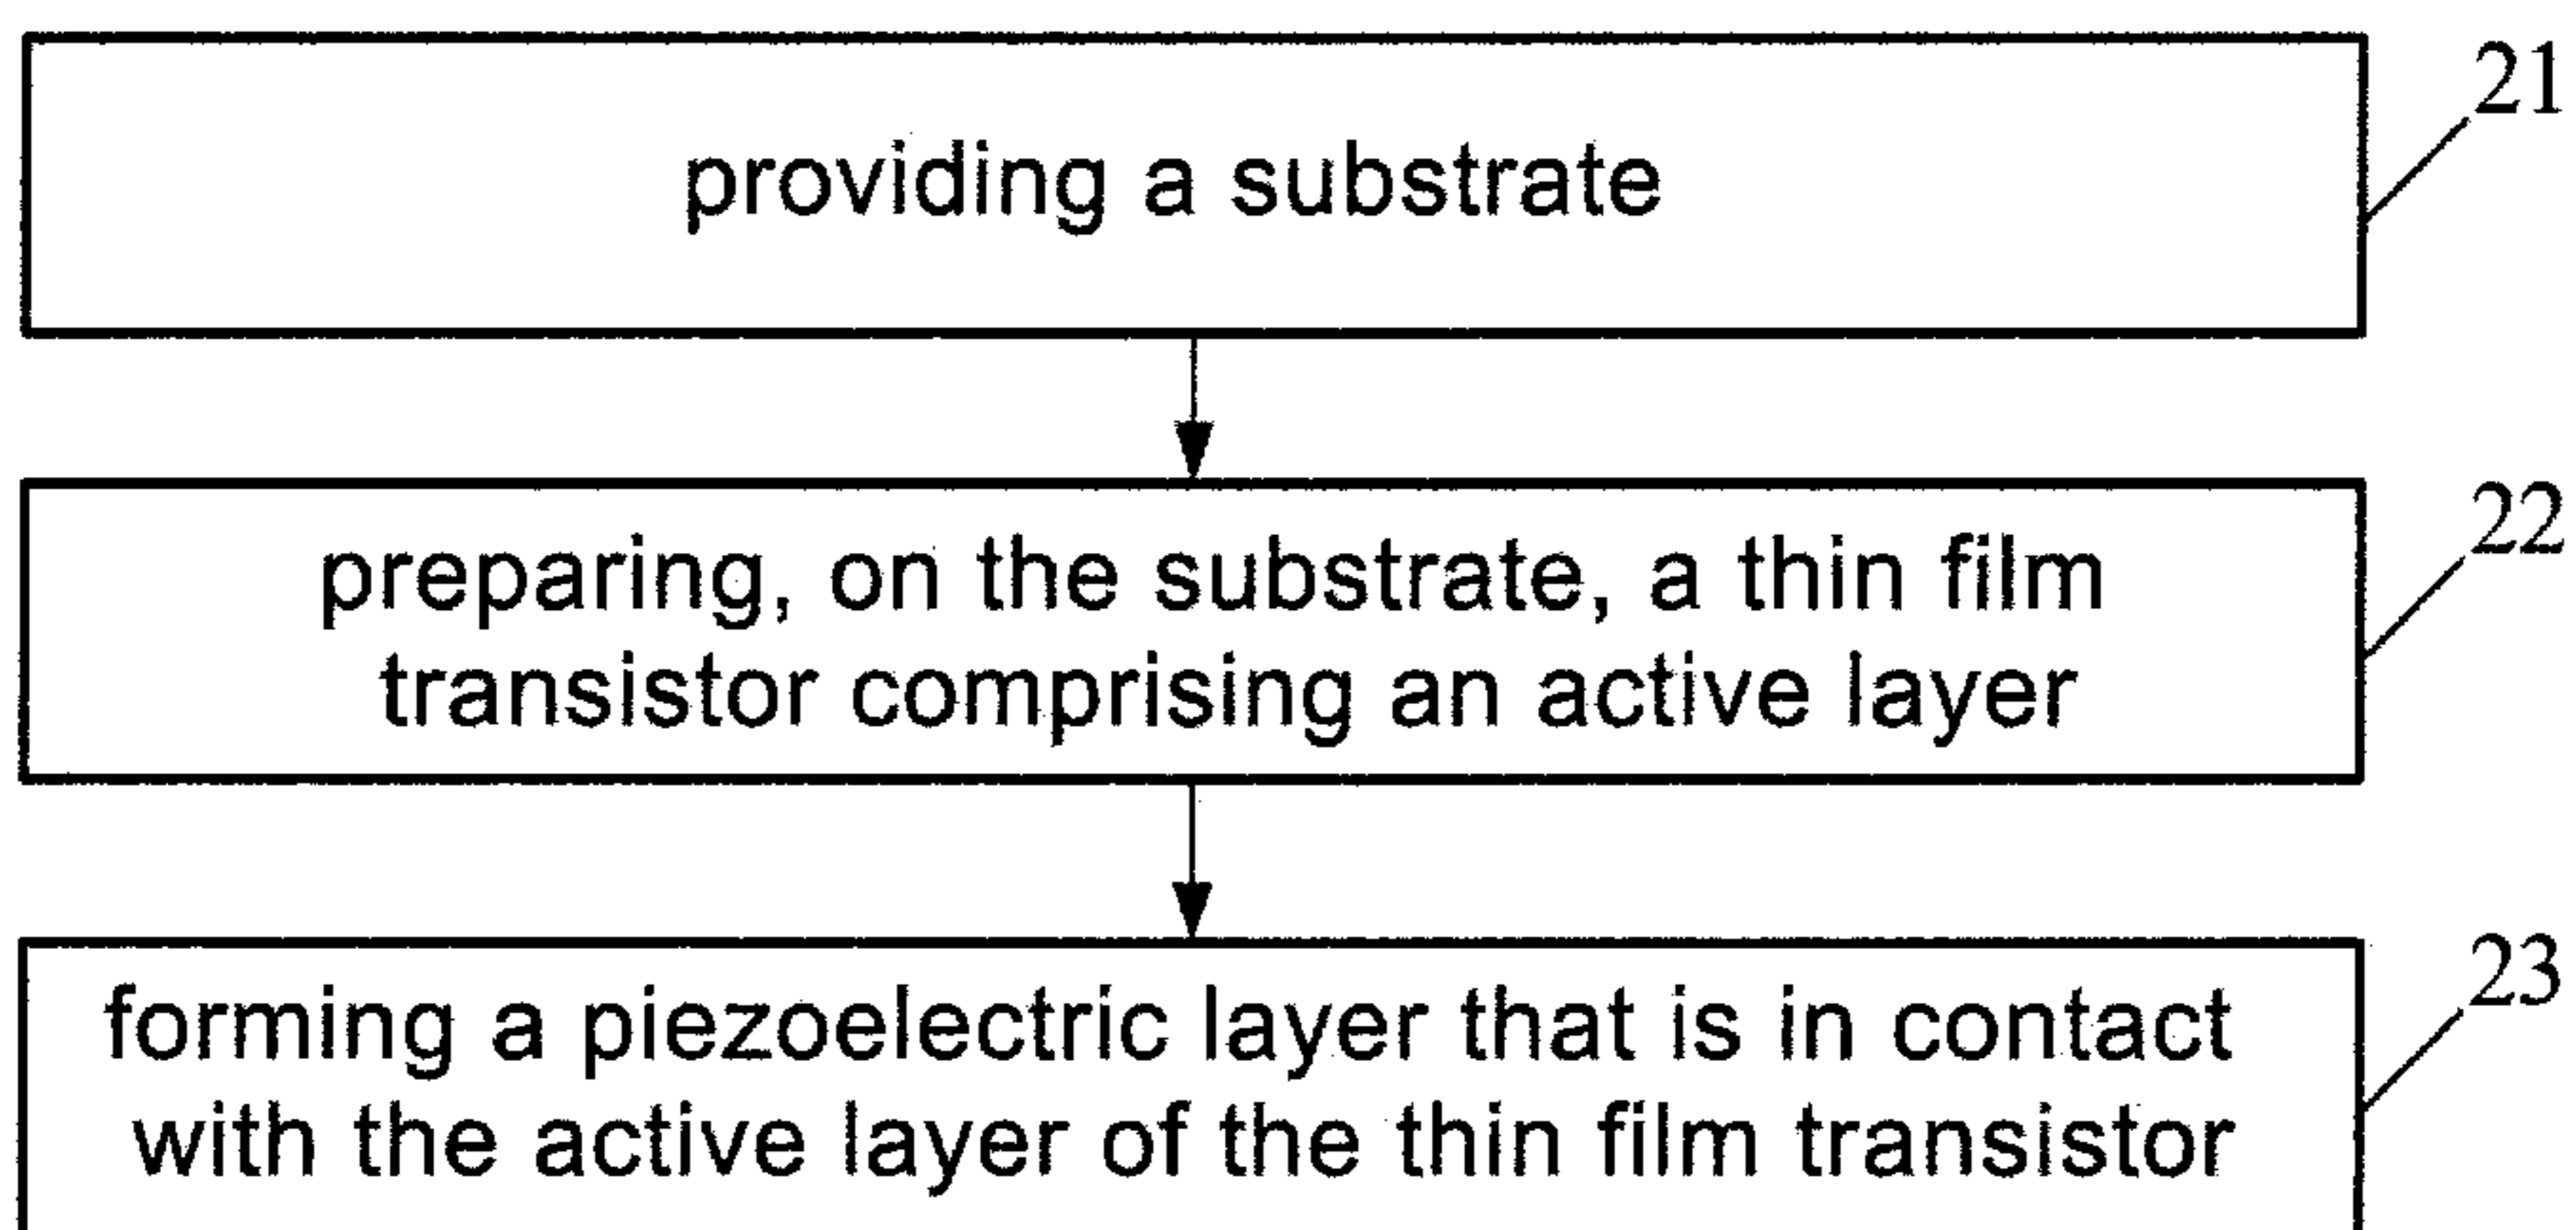 21
providing a substrate
22
preparing, on the substrate, a thin film
transistor comprising an active layer
23
forming a piezoelectric layer that is in contact
with the active layer of the thin film transistor